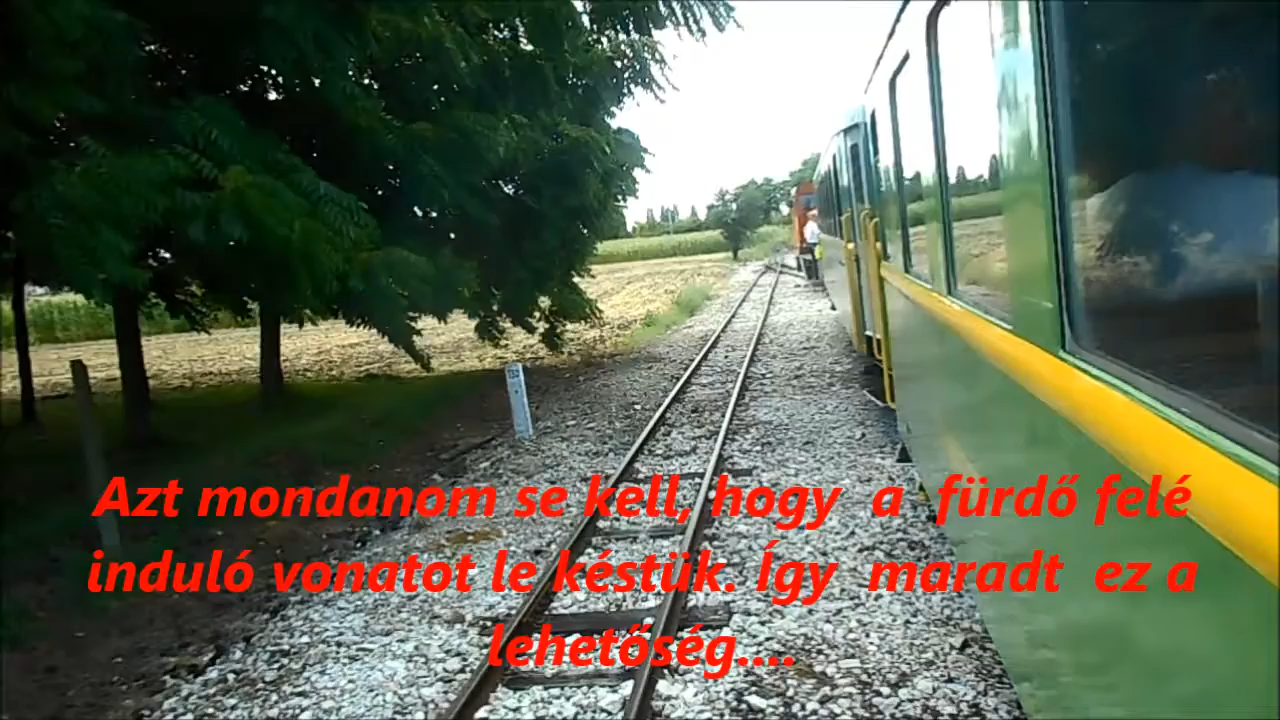 Azt mondanom se kell, hogy a fürdő felé
induló vonatot le késtük. Így maradt ez a
lehetőség....